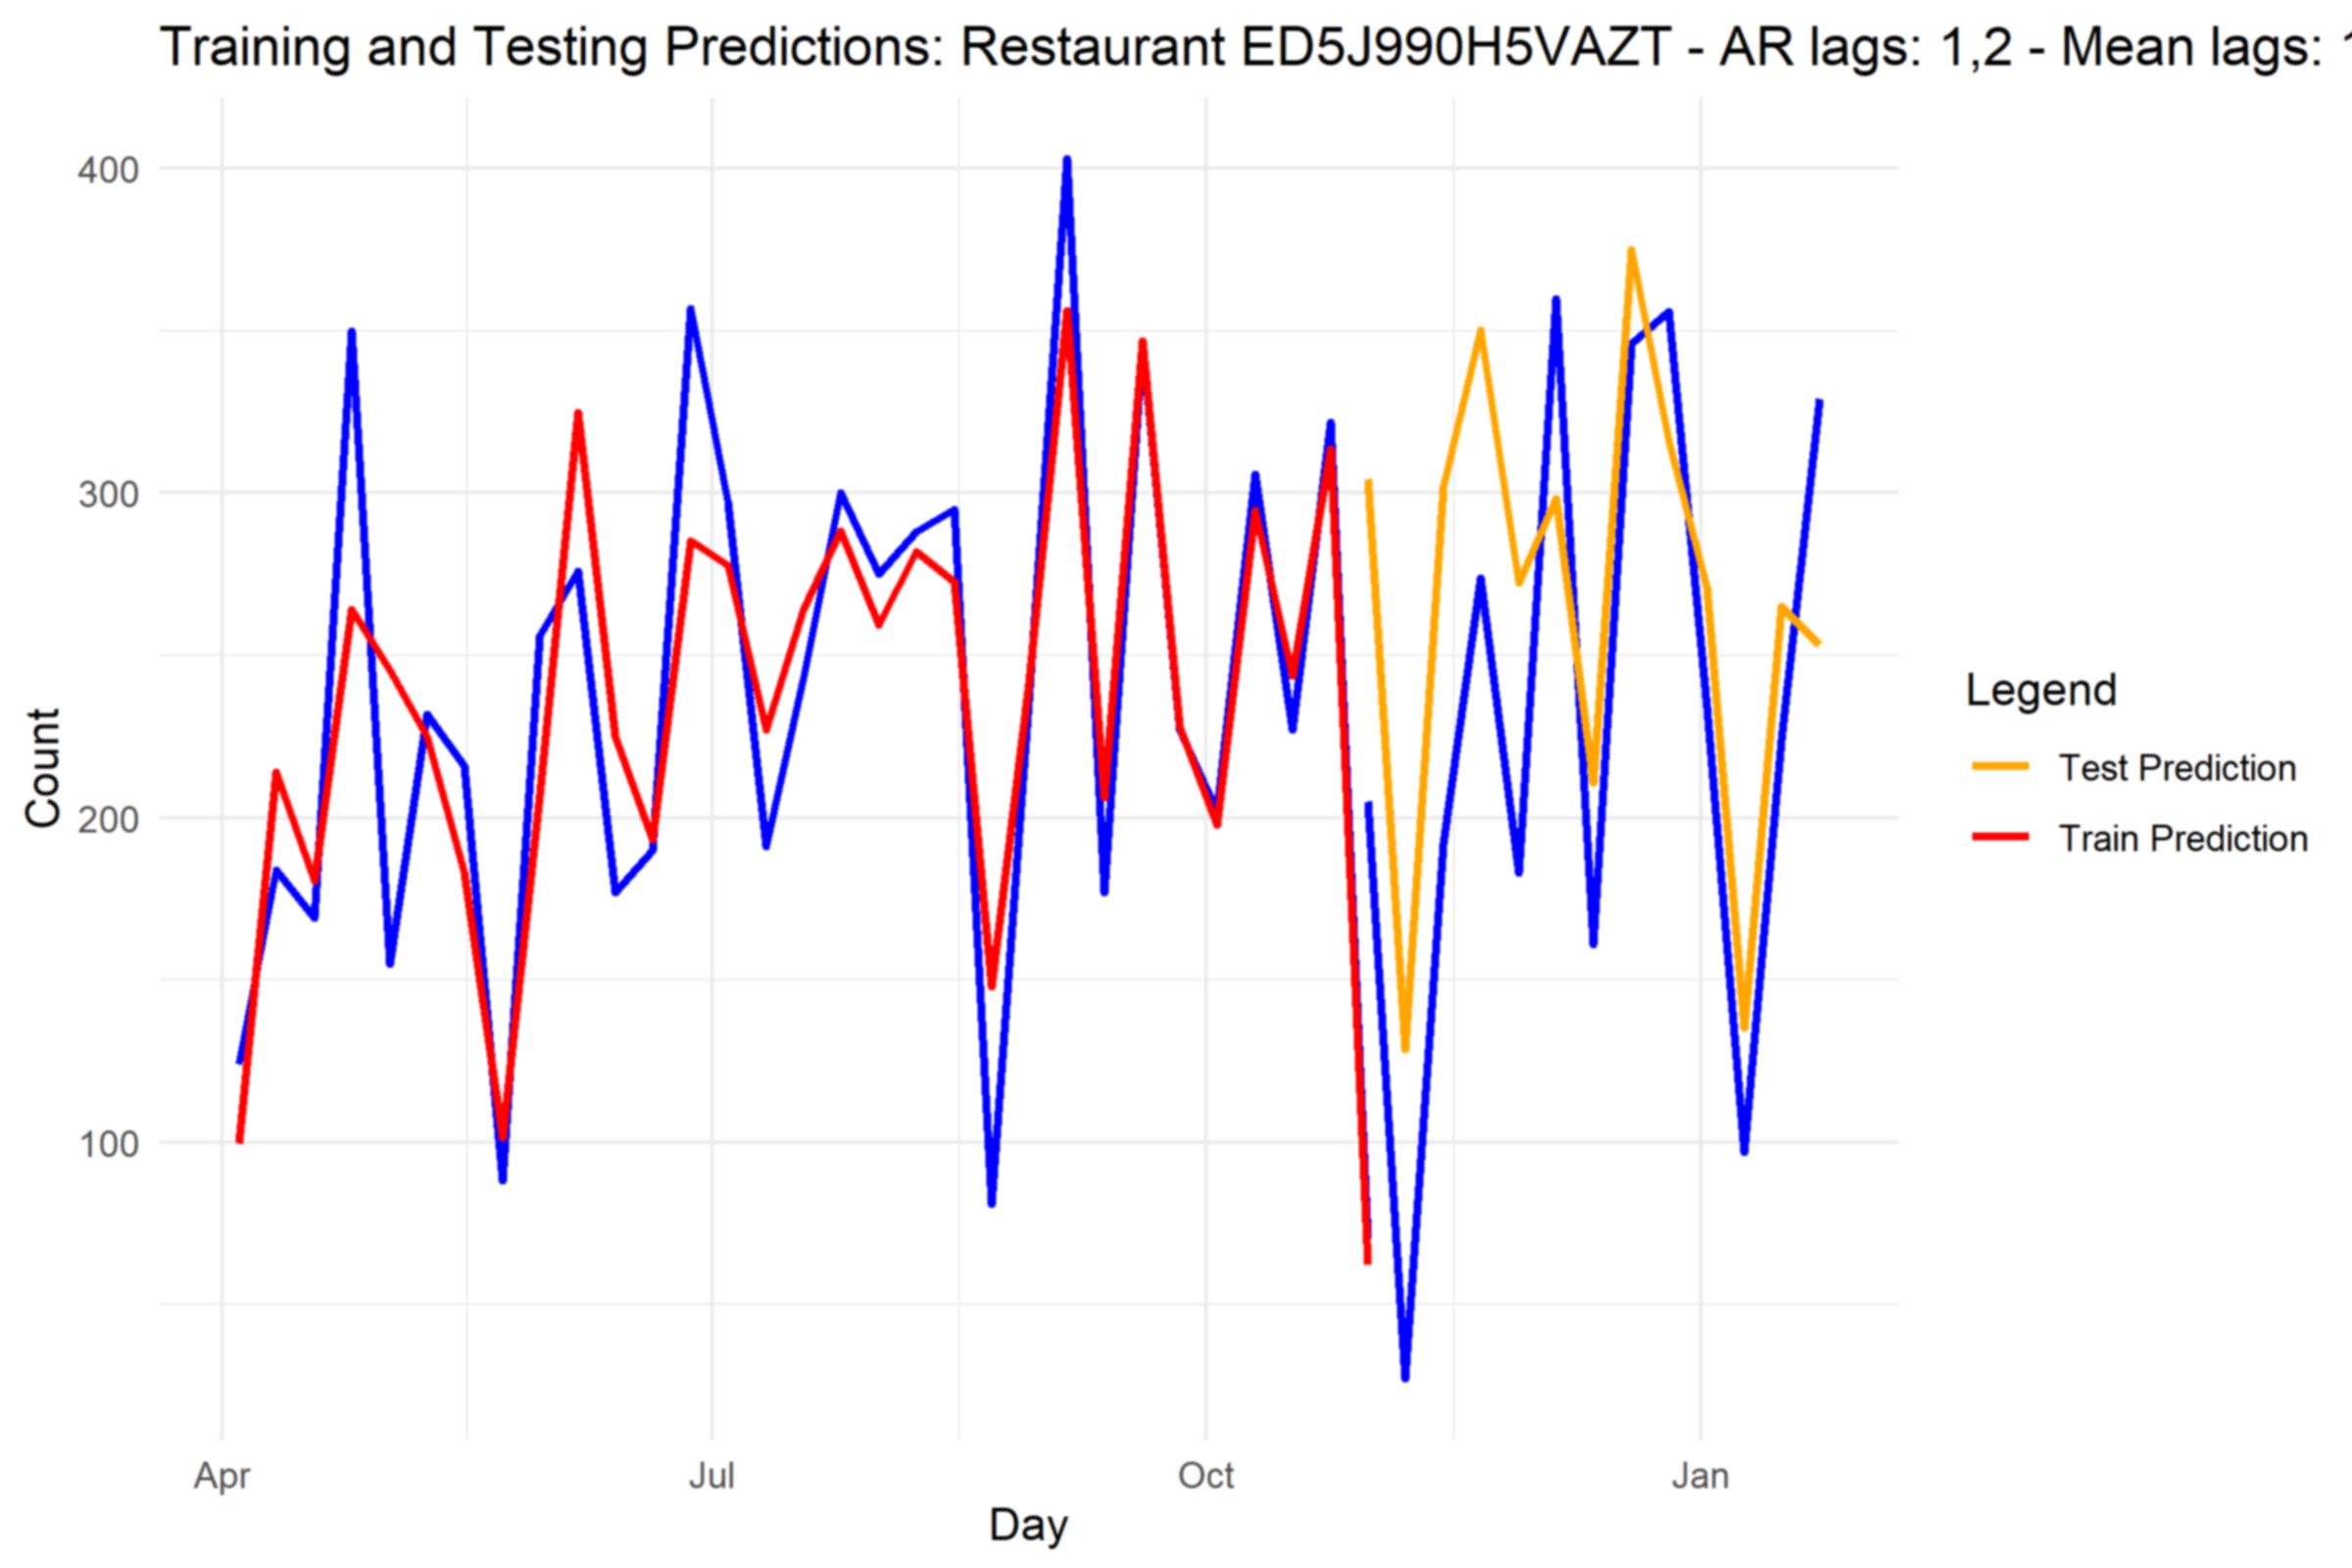 Training and Testing Predictions: Restaurant ED5J990H5VAZT - AR lags: 1,2 - Mean lags:
400
300
200
100
Count
Apr Jul Oct Jan
Day
Legend
Test Prediction
Train Prediction